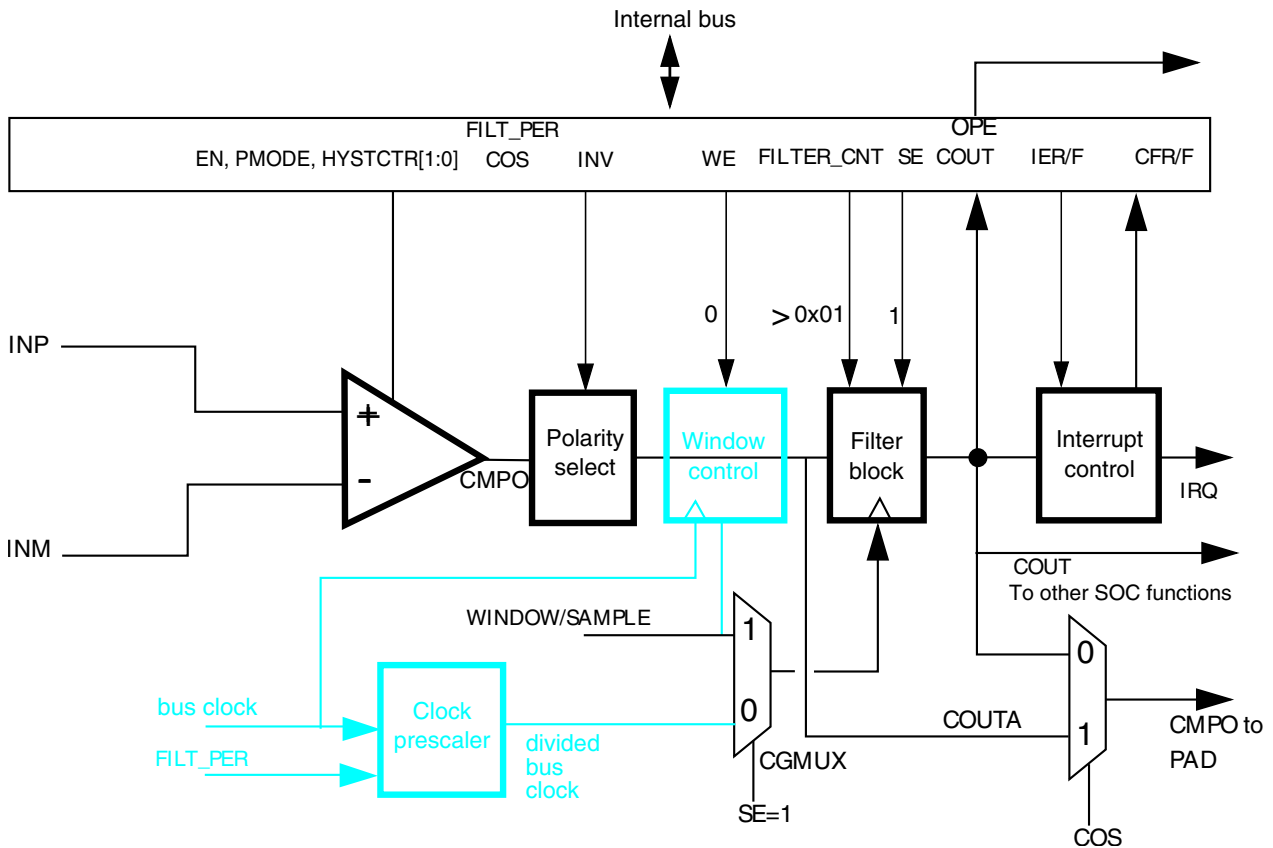 Internal bus
FILT_PER
OPE
EN, PMODE, HYSTCTR[1:0]
COS
INV
WE
FILTER_CNT
SE
COUT
IER/F
CFR/F
0
> 0x01
1
INP
+
-
INM
CMPO
Polarity
select
Window
control
Filter
block
Interrupt
control
IRQ
COUT
To other SOC functions
WINDOW/SAMPLE
1
0
CGMUX
SE=1
bus clock
FILT_PER
Clock
prescaler
divided
bus
clock
COUTA
0
1
CMPO to
PAD
COS